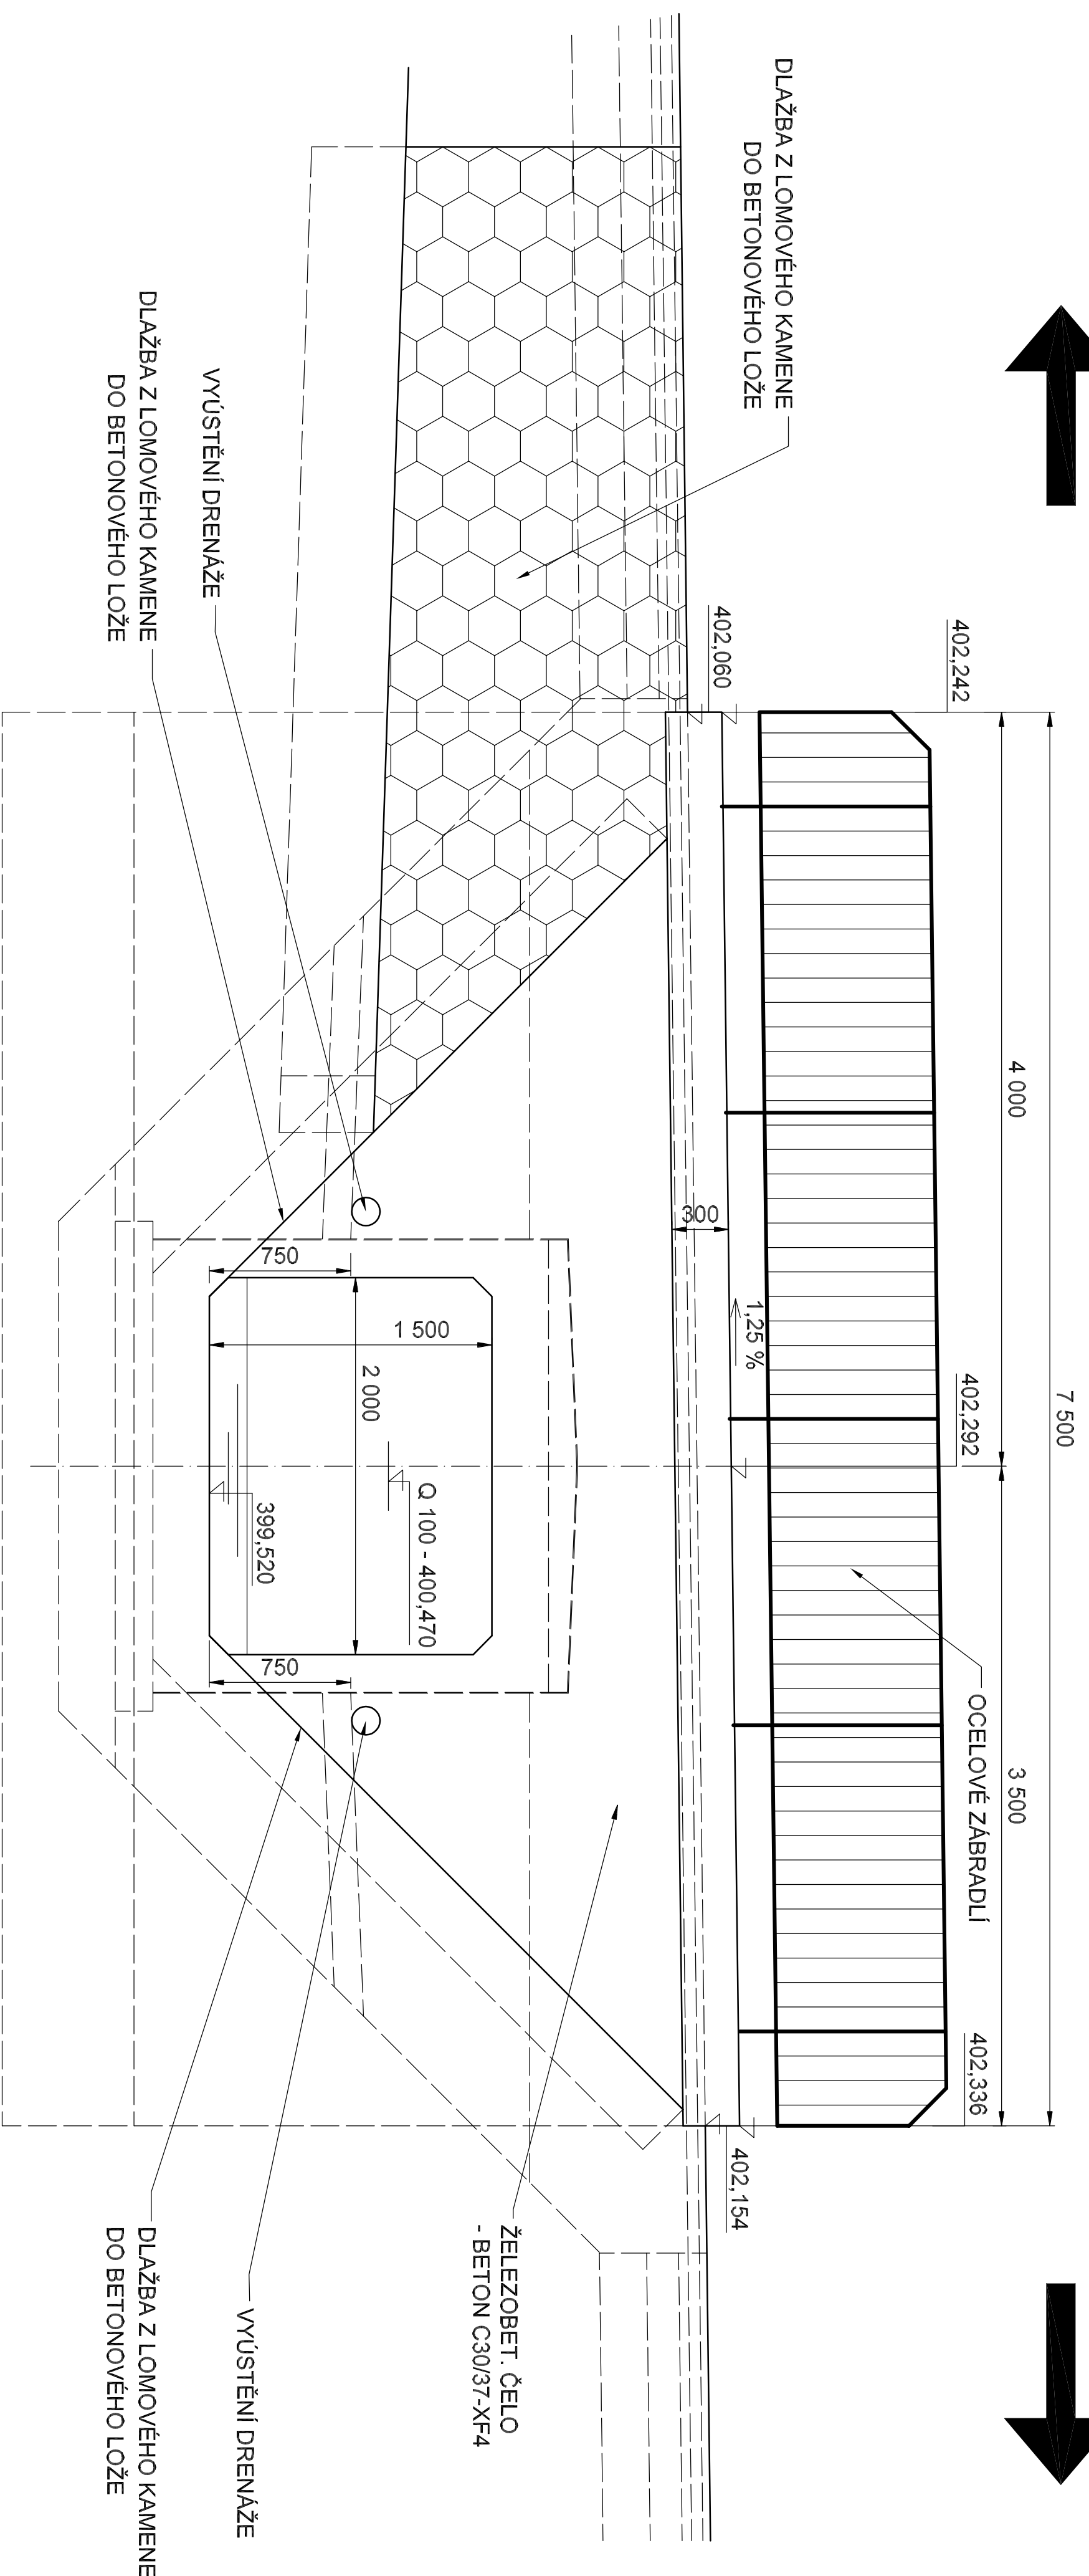 7 500
4 000
3 500
402,242
402,292
402,336
402,060
402,154
OCELOVÉ ZÁBRADLÍ
1,25 %
300
DLAŽBA Z LOMOVÉHO KAMENE
DO BETONOVÉHO LOŽE
750
1 500
2 000
Q 100 - 400,470
399,520
750
ŽELEZOBET. ČELO
- BETON C30/37-XF4
VYÚSTĚNÍ DRENÁŽE
DLAŽBA Z LOMOVÉHO KAMENE
DO BETONOVÉHO LOŽE
VYÚSTĚNÍ DRENÁŽE
DLAŽBA Z LOMOVÉHO KAMENE
DO BETONOVÉHO LOŽE